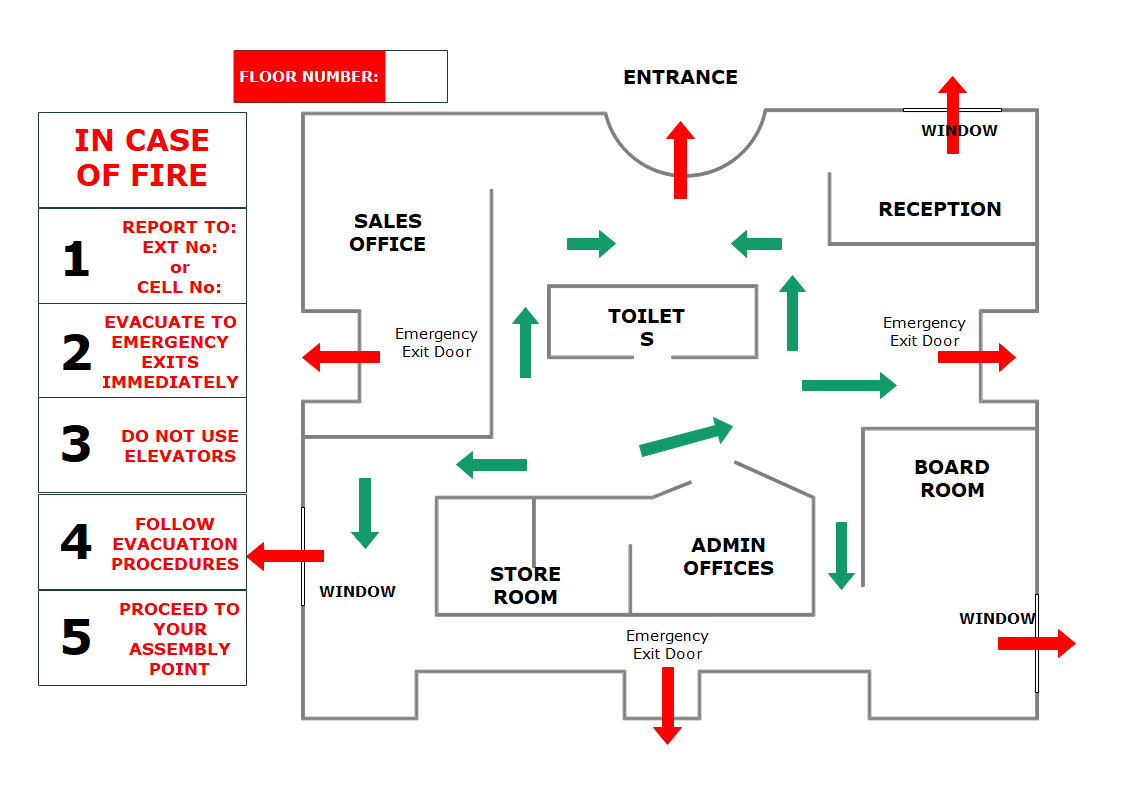 FLOOR NUMBER:
ENTRANCE
IN CASE
OF FIRE
1
REPORT TO:
EXT No:
or
CELL No:
2
EVACUATE TO
EMERGENCY
EXITS
IMMEDIATELY
3
DO NOT USE
ELEVATORS
4
FOLLOW
EVACUATION
PROCEDURES
5
PROCEED TO
YOUR
ASSEMBLY
POINT
WINDOW
RECEPTION
SALES
OFFICE
TOILET
S
Emergency
Exit Door
Emergency
Exit Door
BOARD
ROOM
ADMIN
OFFICES
STORE
ROOM
WINDOW
WINDOW
Emergency
Exit Door